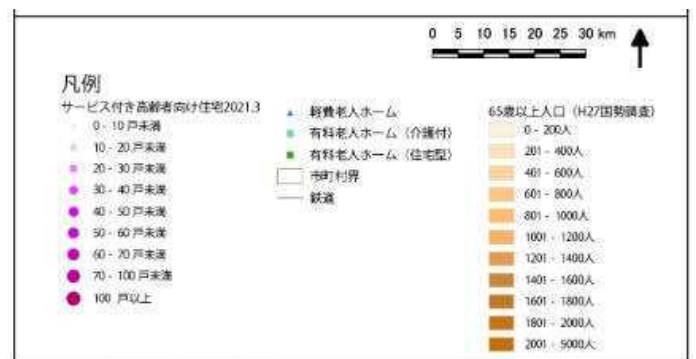 0 5 10 15 20 25 30 km
凡例
サービス付き高齢者向け住宅2021.3
0 - 10 戸未満
10 - 20 戸未満
20 - 30 戸未満
30 - 40 戸未満
40 - 50 戸未満
50 - 60 戸未満
60 - 70 戸未満
70 - 100 戸未満
100 戸以上
軽費老人ホーム
有料老人ホーム（介護付）
有料老人ホーム（住宅型）
市町村界
鉄道
65歳以上人口（H27国勢調査）
0 - 200人
201 - 400人
401 - 600人
601 - 800人
801 - 1000人
1001 - 1200人
1201 - 1400人
1401 - 1600人
1601 - 1800人
1801 - 2000人
2001 - 5000人